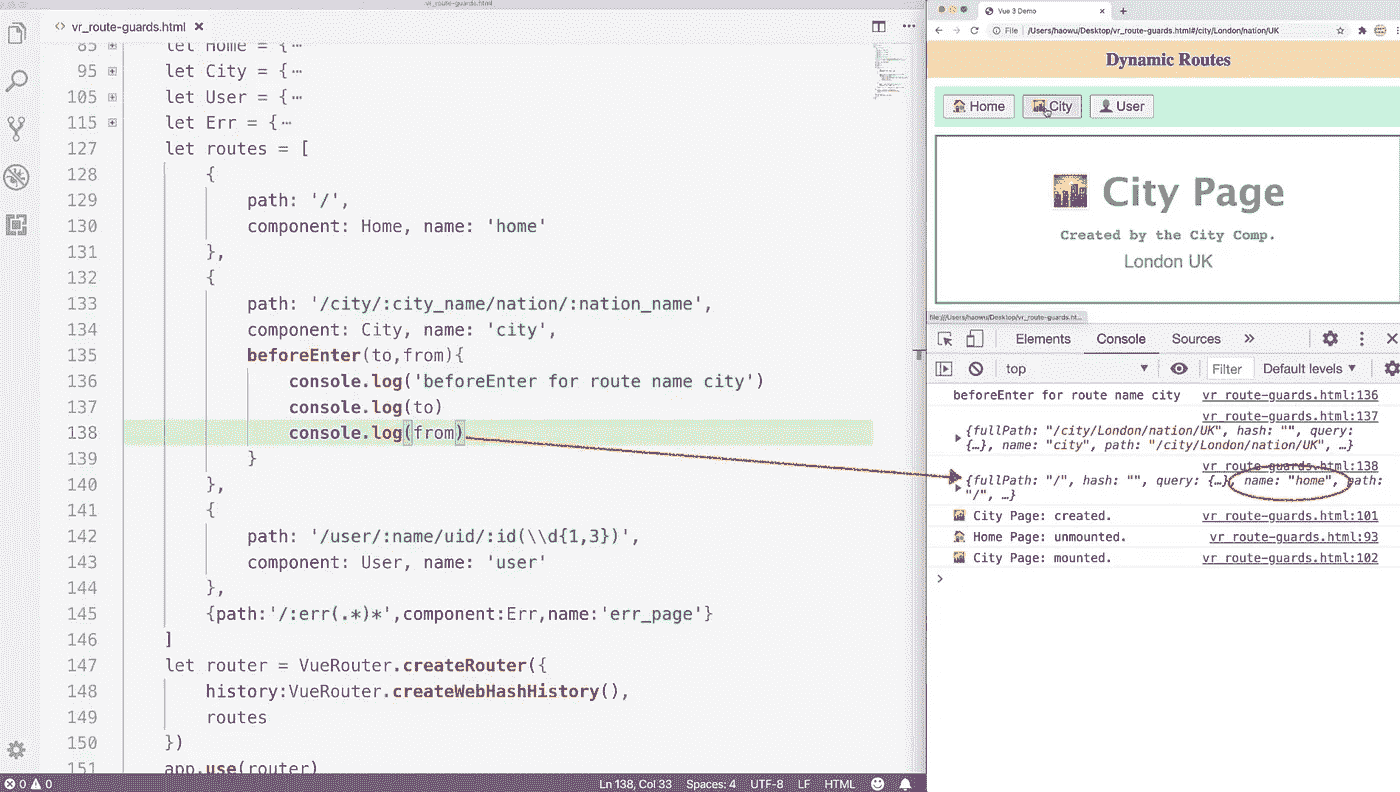 vr_route-guards.html
vr_route-guards.html
85 let Home = {…
95 let City = {…
105 let User = {…
115 let Err = {…
127 let routes = [
128 {
129 path: '/',
130 component: Home, name: 'home'
131 },
132 {
133 path: '/city/:city_name/nation/:nation_name',
134 component: City, name: 'city',
135 beforeEnter(to,from){
136 console.log('beforeEnter for route name city')
137 console.log(to)
138 console.log(from)
139 }
140 },
141 {
142 path: '/user/:name/uid/:id(\\d{1,3})',
143 component: User, name: 'user'
144 },
145 {path:'/:err(.*)*',component:Err,name:'err_page'}
146 ]
147 let router = VueRouter.createRouter({
148 history:VueRouter.createWebHashHistory(),
149 routes
150 })
151 app.use(router)
0 0 Ln 138, Col 33 Spaces: 4 UTF-8 LF HTML
Vue 3 Demo
File /Users/haowu/Desktop/vr_route-guards.html#/city/London/nation/UK
Dynamic Routes
Home City User
City Page
Created by the City Comp.
London UK
file:///Users/haowu/Desktop/vr_route-guards.ht...
Elements Console Sources »
top Filter Default levels
beforeEnter for route name city vr_route-guards.html:136
vr_route-guards.html:137
{fullPath: "/city/London/nation/UK", hash: "", query:
{…}, name: "city", path: "/city/London/nation/UK", …}
vr_route-guards.html:138
{fullPath: "/", hash: "", query: {…}, name: "home", path:
"/", …}
City Page: created. vr_route-guards.html:101
Home Page: unmounted. vr_route-guards.html:93
City Page: mounted. vr_route-guards.html:102